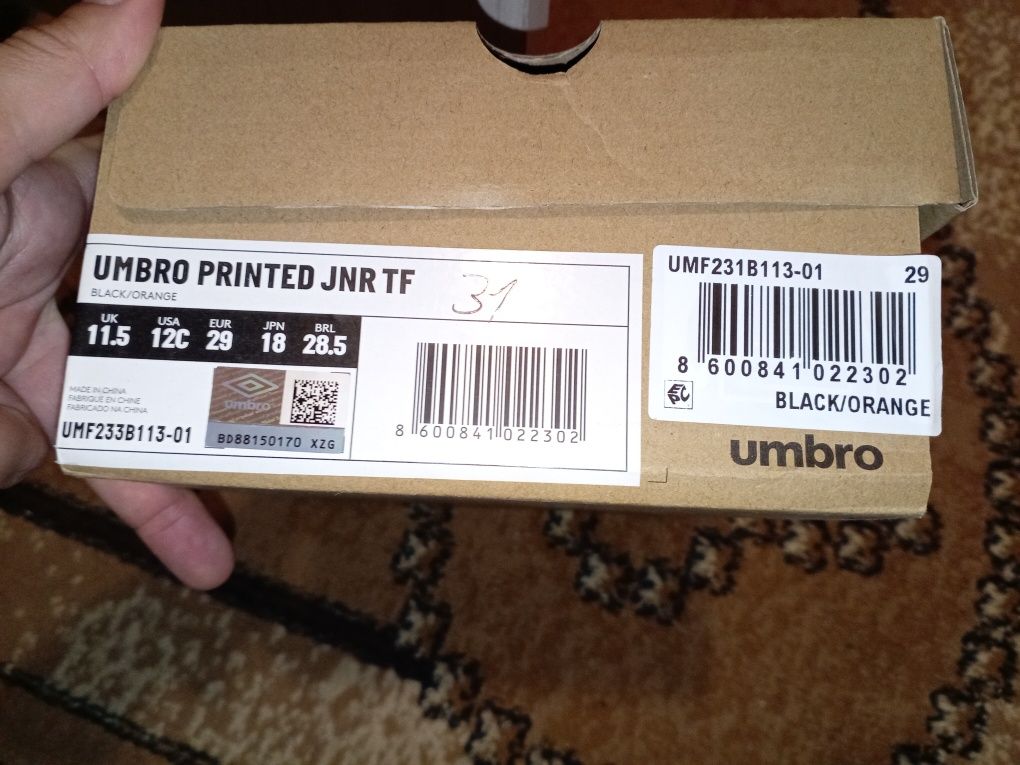 UMBRO PRINTED JNR TF
BLACK/ORANGE
31
UK USA EUR JPN BRL
11.5 12C 29 18 28.5
MADE IN CHINA
FABRIQUÉ EN CHINE
FABRICADO NA CHINA
UMF233B113-01
umbro
BD88150170 XZG
8 600841 022302
UMF231B113-01 29
8 600841 022302
BLACK/ORANGE
umbro